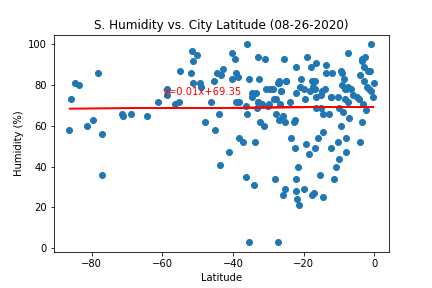 S. Humidity vs. City Latitude (08-26-2020)
100
80
60
40
20
0
Humidity (%)
y=0.01x+69.35
−80
−60
−40
−20
0
Latitude